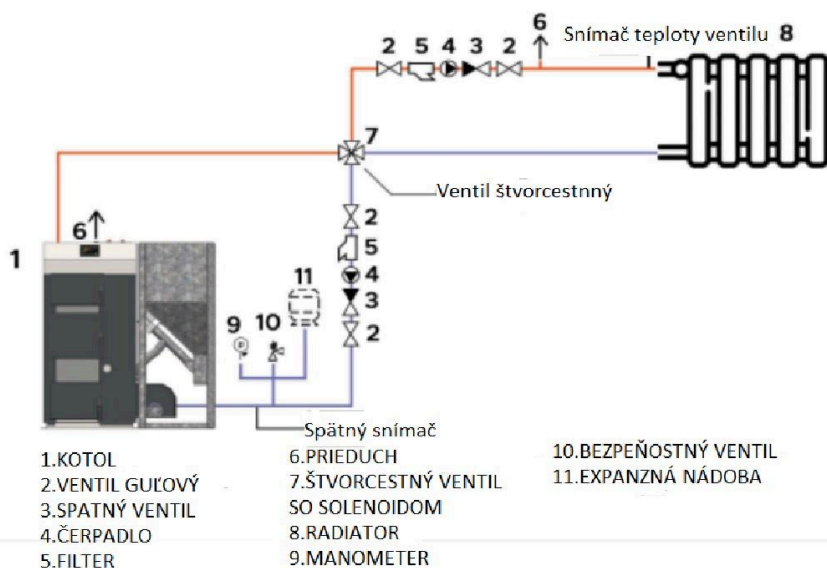 2 5 4 3 2
6
Snímač teploty ventilu 8
7
Ventil štvorcestnný
6
1
2
5
4
3
2
11
9
10
P
Spätný snímač
1.KOTOL
2.VENTIL GUĽOVÝ
3.SPATNÝ VENTIL
4.ČERPADLO
5.FILTER
6.PRIEDUCH
7.ŠTVORCESTNÝ VENTIL
SO SOLENOIDOM
8.RADIATOR
9.MANOMETER
10.BEZPEŇOSTNÝ VENTIL
11.EXPANZNÁ NÁDOBA